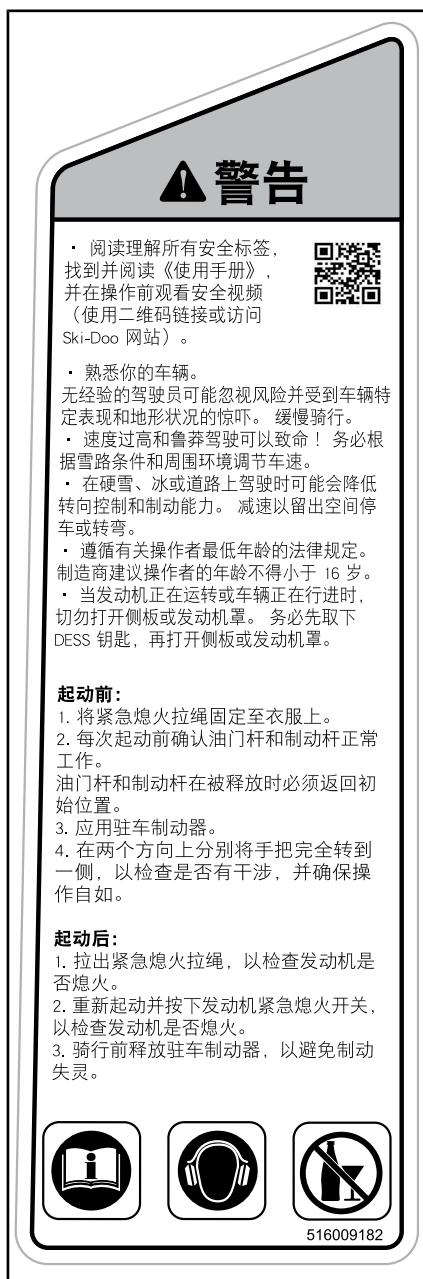 警告
· 阅读理解所有安全标签，
找到并阅读《使用手册》，
并在操作前观看安全视频
（使用二维码链接或访问
Ski-Doo 网站）。
· 熟悉你的车辆。
无经验的驾驶员可能忽视风险并受到车辆特
定表现和地形状况的惊吓。 缓慢骑行。
· 速度过高和鲁莽驾驶可以致命！ 务必根
据雪路条件和周围环境调节车速。
· 在硬雪、冰或道路上驾驶时可能会降低
转向控制和制动能力。 减速以留出空间停
车或转弯。
· 遵循有关操作者最低年龄的法律规定。
制造商建议操作者的年龄不得小于 16 岁。
· 当发动机正在运转或车辆正在行进时，
切勿打开侧板或发动机罩。 务必先取下
DESS 钥匙，再打开侧板或发动机罩。
起动前：
1. 将紧急熄火拉绳固定至衣服上。
2. 每次起动前确认油门杆和制动杆正常
工作。
油门杆和制动杆在被释放时必须返回初
始位置。
3. 应用驻车制动器。
4. 在两个方向上分别将手把完全转到
一侧，以检查是否有干涉，并确保操
作自如。
起动后：
1. 拉出紧急熄火拉绳，以检查发动机是
否熄火。
2. 重新起动并按下发动机紧急熄火开关，
以检查发动机是否熄火。
3. 骑行前释放驻车制动器，以避免制动
失灵。
516009182